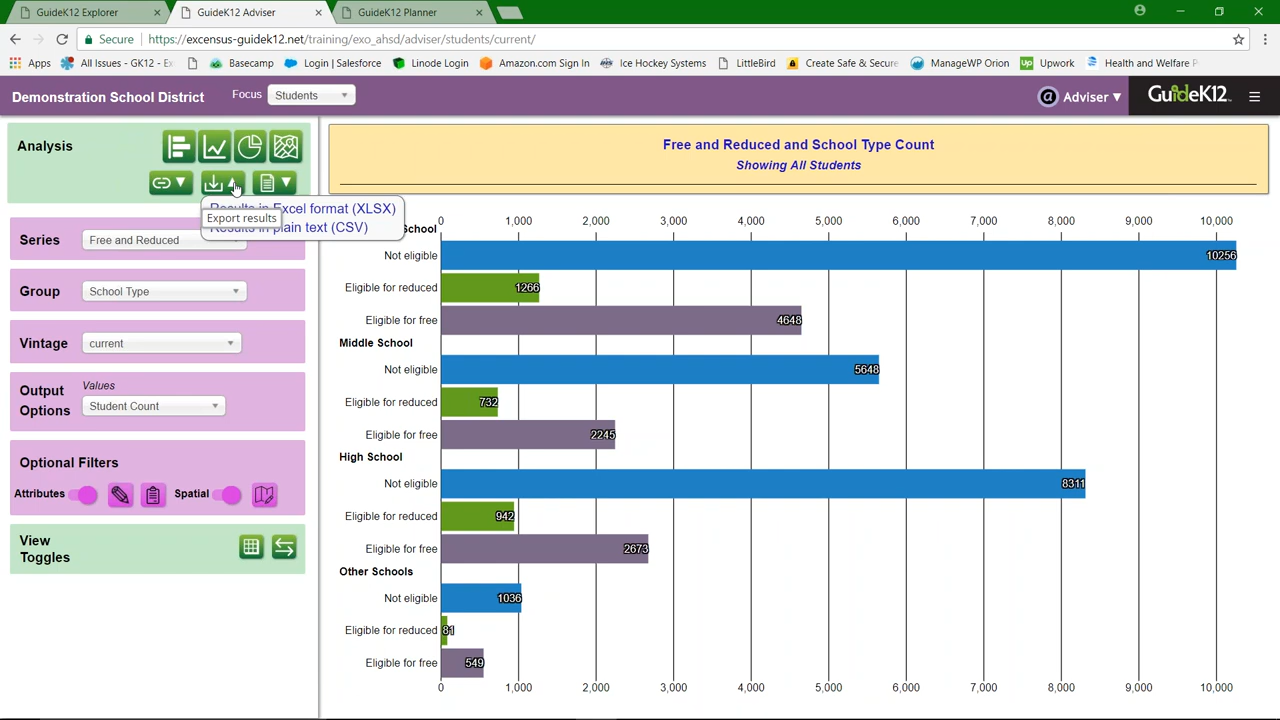 GuideK12 Explorer
GuideK12 Adviser
GuideK12 Planner
Secure
https://excensus-guidek12.net/training/exo_ahsd/adviser/students/current/
Apps
All Issues - GK12 - Ex
Basecamp
Login | Salesforce
Linode Login
Amazon.com Sign In
Ice Hockey Systems
LittleBird
Create Safe & Secure
ManageWP Orion
Upwork
Health and Welfare P
Demonstration School District
Focus
Students
Adviser
GuideK12
Analysis
Results in Excel format (XLSX)
Export results
Results in plain text (CSV)
Series
Free and Reduced
Group
School Type
Vintage
current
Output Options
Values
Student Count
Optional Filters
Attributes
Spatial
View Toggles
Free and Reduced and School Type Count
Showing All Students
0 1,000 2,000 3,000 4,000 5,000 6,000 7,000 8,000 9,000 10,000
School
Not eligible 10256
Eligible for reduced 1266
Eligible for free 4648
Middle School
Not eligible 5648
Eligible for reduced 732
Eligible for free 2245
High School
Not eligible 8311
Eligible for reduced 942
Eligible for free 2673
Other Schools
Not eligible 1036
Eligible for reduced 81
Eligible for free 549
0 1,000 2,000 3,000 4,000 5,000 6,000 7,000 8,000 9,000 10,000